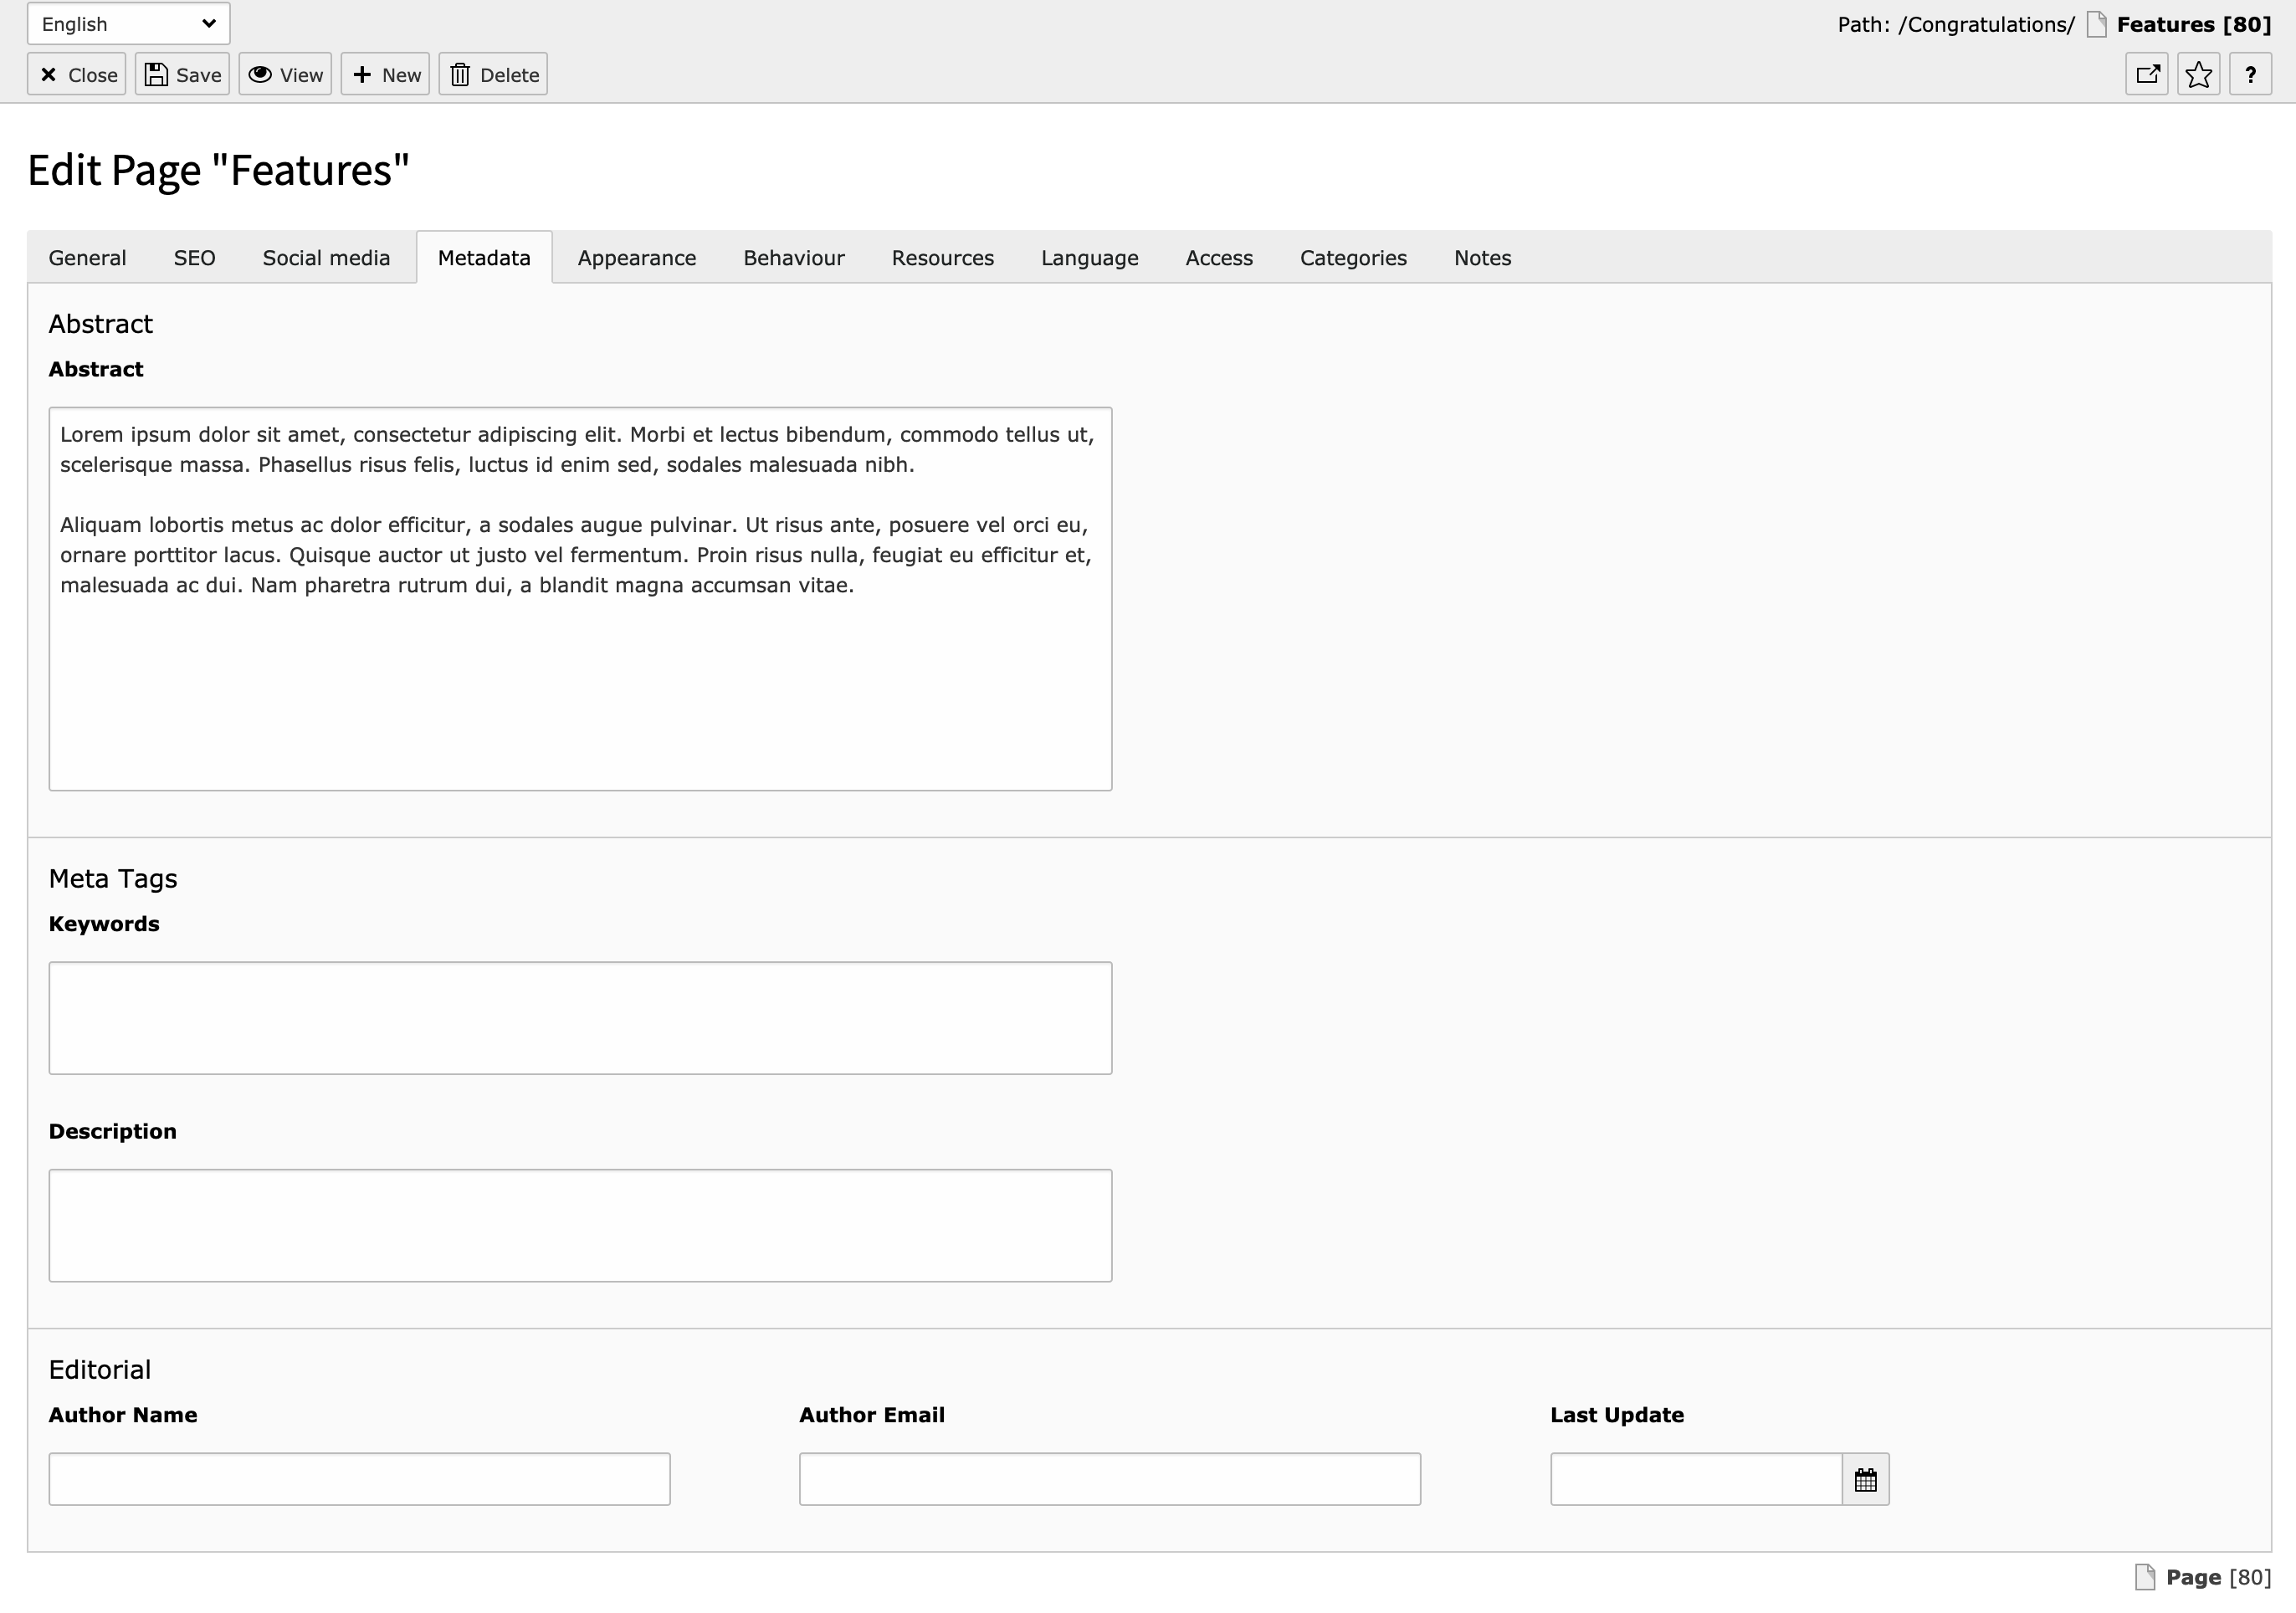 English
Path: /Congratulations/ Features [80]
Close Save View New Delete
?
Edit Page "Features"
General SEO Social media Metadata Appearance Behaviour Resources Language Access Categories Notes
Abstract
Abstract
Lorem ipsum dolor sit amet, consectetur adipiscing elit. Morbi et lectus bibendum, commodo tellus ut,
scelerisque massa. Phasellus risus felis, luctus id enim sed, sodales malesuada nibh.
Aliquam lobortis metus ac dolor efficitur, a sodales augue pulvinar. Ut risus ante, posuere vel orci eu,
ornare porttitor lacus. Quisque auctor ut justo vel fermentum. Proin risus nulla, feugiat eu efficitur et,
malesuada ac dui. Nam pharetra rutrum dui, a blandit magna accumsan vitae.
Meta Tags
Keywords
Description
Editorial
Author Name Author Email Last Update
Page [80]